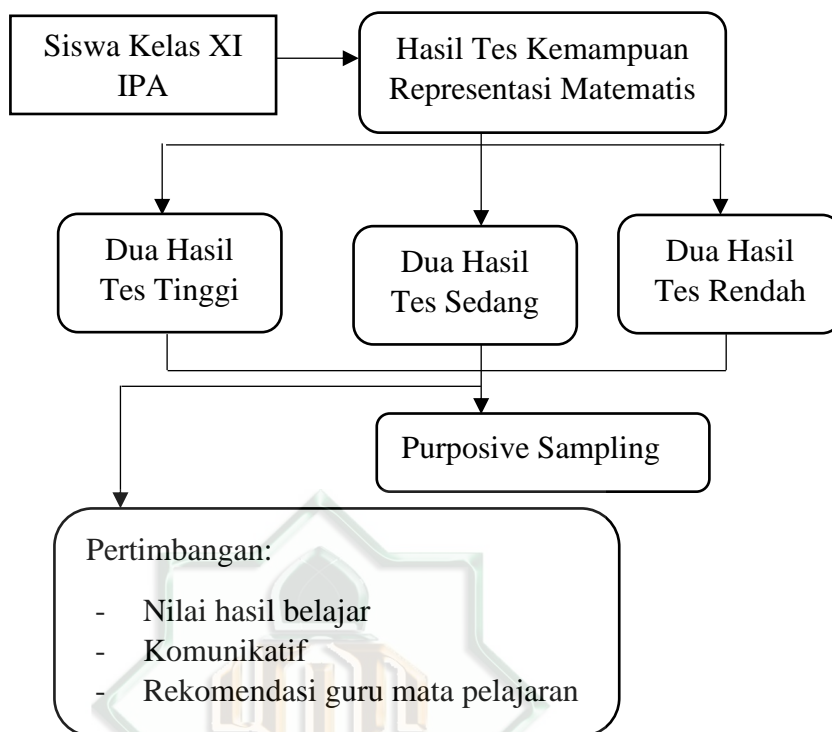 Siswa Kelas XI
IPA
Hasil Tes Kemampuan
Representasi Matematis
Dua Hasil
Tes Tinggi
Dua Hasil
Tes Sedang
Dua Hasil
Tes Rendah
Purposive Sampling
Pertimbangan:
- Nilai hasil belajar
- Komunikatif
- Rekomendasi guru mata pelajaran